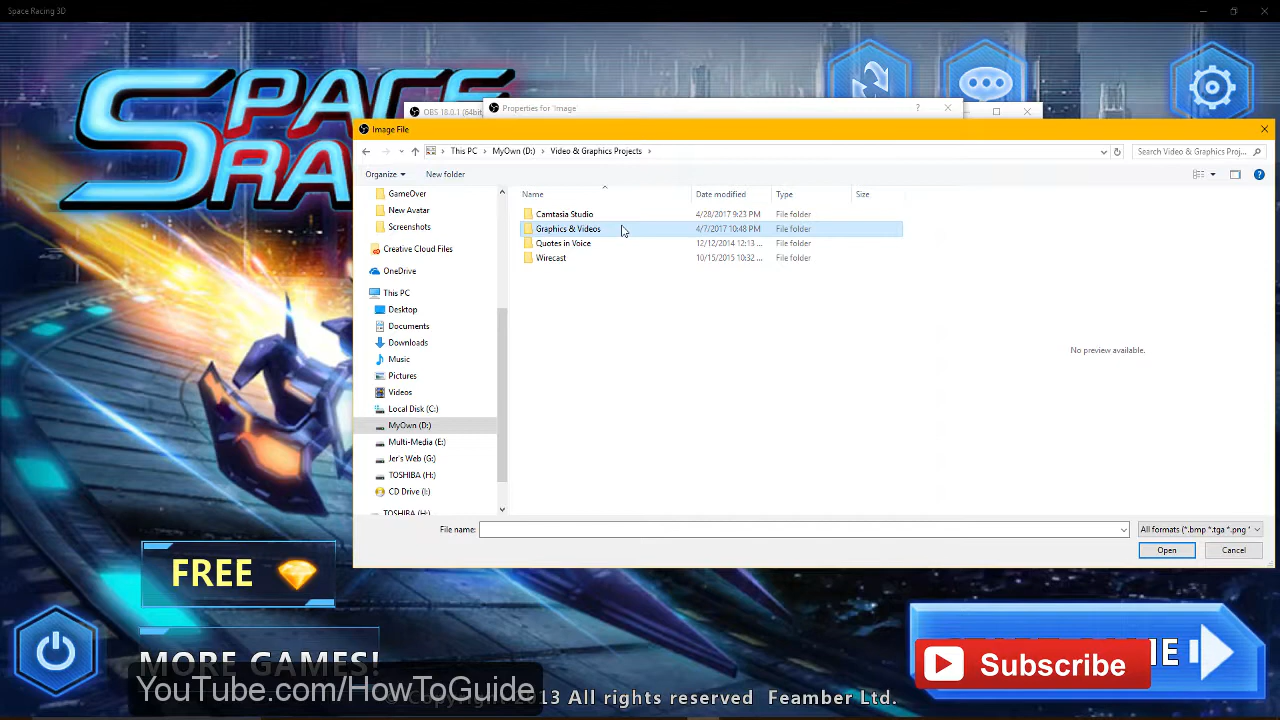 Space Racing 3D
SPACE
RA
OBS 18.0.1 (64bit
Properties for 'Image'
?
Image File
This PC > MyOwn (D:) > Video & Graphics Projects >
Search Video & Graphics Proj...
Organize
New folder
?
GameOver
New Avatar
Screenshots
Creative Cloud Files
OneDrive
This PC
Desktop
Documents
Downloads
Music
Pictures
Videos
Local Disk (C:)
MyOwn (D:)
Multi-Media (E:)
Jer's Web (G:)
TOSHIBA (H:)
CD Drive (I:)
TOSHIBA (H:)
Name Date modified Type Size
Camtasia Studio 4/28/2017 9:23 PM File folder
Graphics & Videos 4/7/2017 10:48 PM File folder
Quotes in Voice 12/12/2014 12:13 ... File folder
Wirecast 10/15/2015 10:32 ... File folder
No preview available.
File name:
All formats (*.bmp *.tga *.png *
Open
Cancel
FREE
MORE GAMES!
YouTube.com/HowToGuide
13 All rights reserved Feamber Ltd.
Subscribe